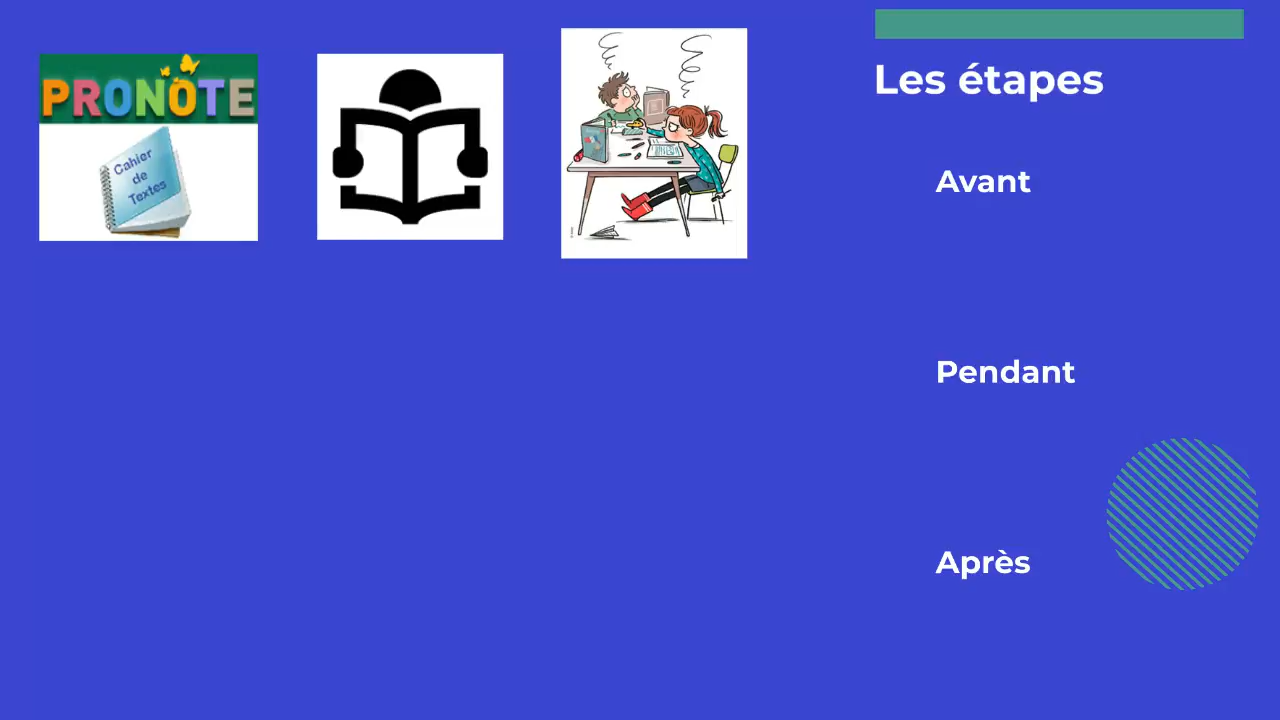 PRONOTE
Cahier
de
Textes
Les étapes
Avant
Pendant
Après